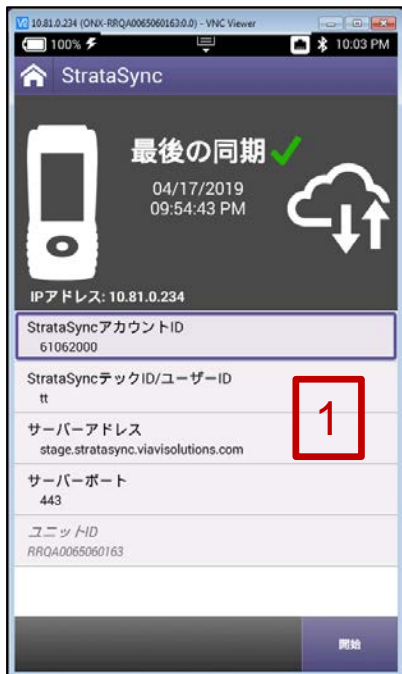 10.81.0.234 (ONX-RRQA0065060163:0.0) - VNC Viewer
100% 10:03 PM
StrataSync
最後の同期
04/17/2019
09:54:43 PM
IPアドレス: 10.81.0.234
StrataSyncアカウントID
61062000
StrataSyncテックID/ユーザーID
tt
1
サーバーアドレス
stage.stratasync.viavisolutions.com
サーバーポート
443
ユニットID
RRQA0065060163
開始